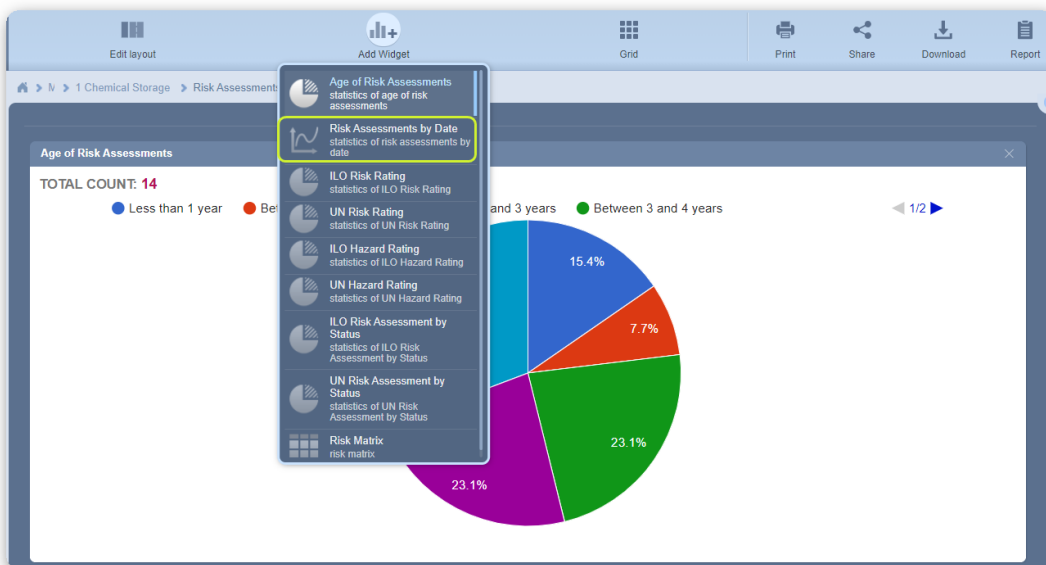 Edit layout
Add Widget
Grid
Print
Share
Download
Report
1 Chemical Storage
Risk Assessments
Age of Risk Assessments
statistics of age of risk
assessments
Risk Assessments by Date
statistics of risk assessments by
date
ILO Risk Rating
statistics of ILO Risk Rating
UN Risk Rating
statistics of UN Risk Rating
ILO Hazard Rating
statistics of ILO Hazard Rating
UN Hazard Rating
statistics of UN Hazard Rating
ILO Risk Assessment by
Status
statistics of ILO Risk
Assessment by Status
UN Risk Assessment by
Status
statistics of UN Risk
Assessment by Status
Risk Matrix
risk matrix
Age of Risk Assessments
TOTAL COUNT: 14
Less than 1 year
and 3 years
Between 3 and 4 years
1/2
15.4%
7.7%
23.1%
23.1%